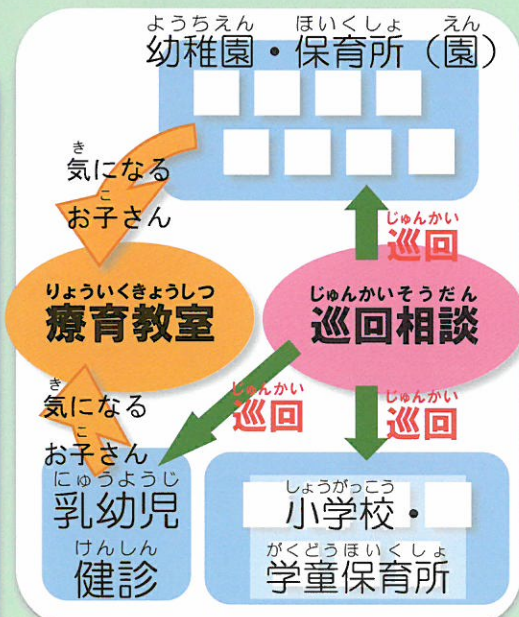 ようちえん ほいくしょ えん
幼稚園・保育所(園)
き
気になる
こ
お子さん
じゅんかい
巡回
りょういくきょうしつ
療育教室
じゅんかいそうだん
巡回相談
き
気になる
こ
お子さん
じゅんかい
巡回
じゅんかい
巡回
にゅうようじ
乳幼児
けんしん
健診
しょうがっこう
小学校・
がくどうほいくしょ
学童保育所